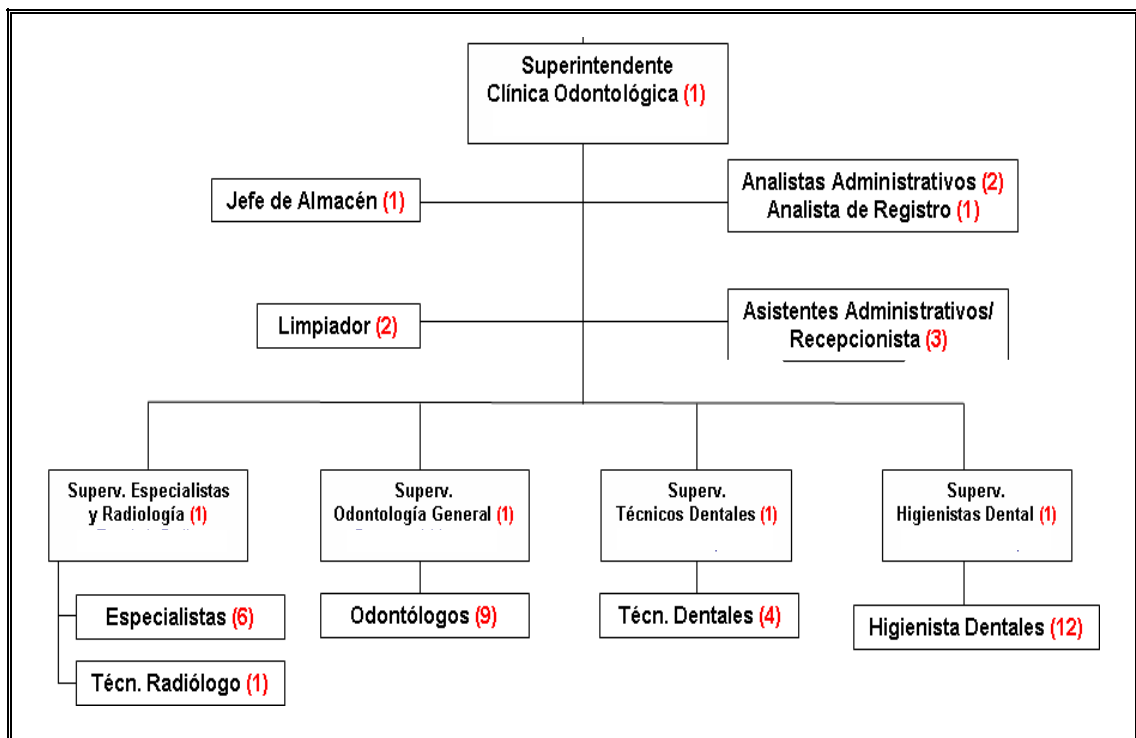 Superintendente
Clínica Odontológica (1)
Jefe de Almacén (1)
Analistas Administrativos (2)
Analista de Registro (1)
Limpiador (2)
Asistentes Administrativos/
Recepcionista (3)
Superv. Especialistas
y Radiología (1)
Superv.
Odontología General (1)
Superv.
Técnicos Dentales (1)
Superv.
Higienistas Dental (1)
Especialistas (6)
Odontólogos (9)
Técn. Dentales (4)
Higienista Dentales (12)
Técn. Radiólogo (1)